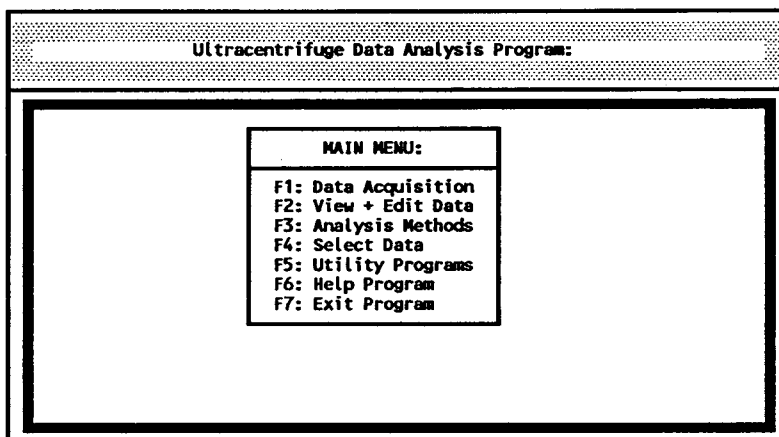 Ultracentrifuge Data Analysis Program:
MAIN MENU:
F1: Data Acquisition
F2: View + Edit Data
F3: Analysis Methods
F4: Select Data
F5: Utility Programs
F6: Help Program
F7: Exit Program